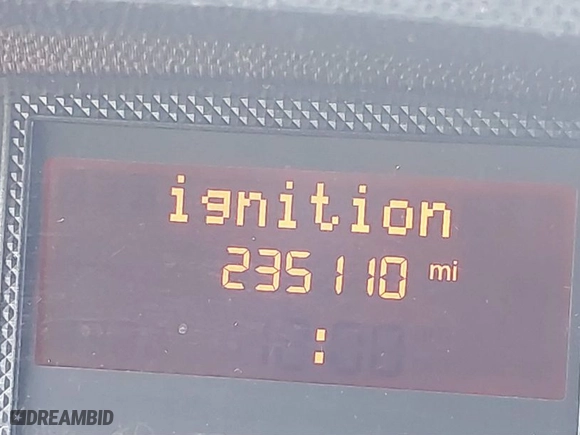 ignition
235110 mi
:
DREAMBID